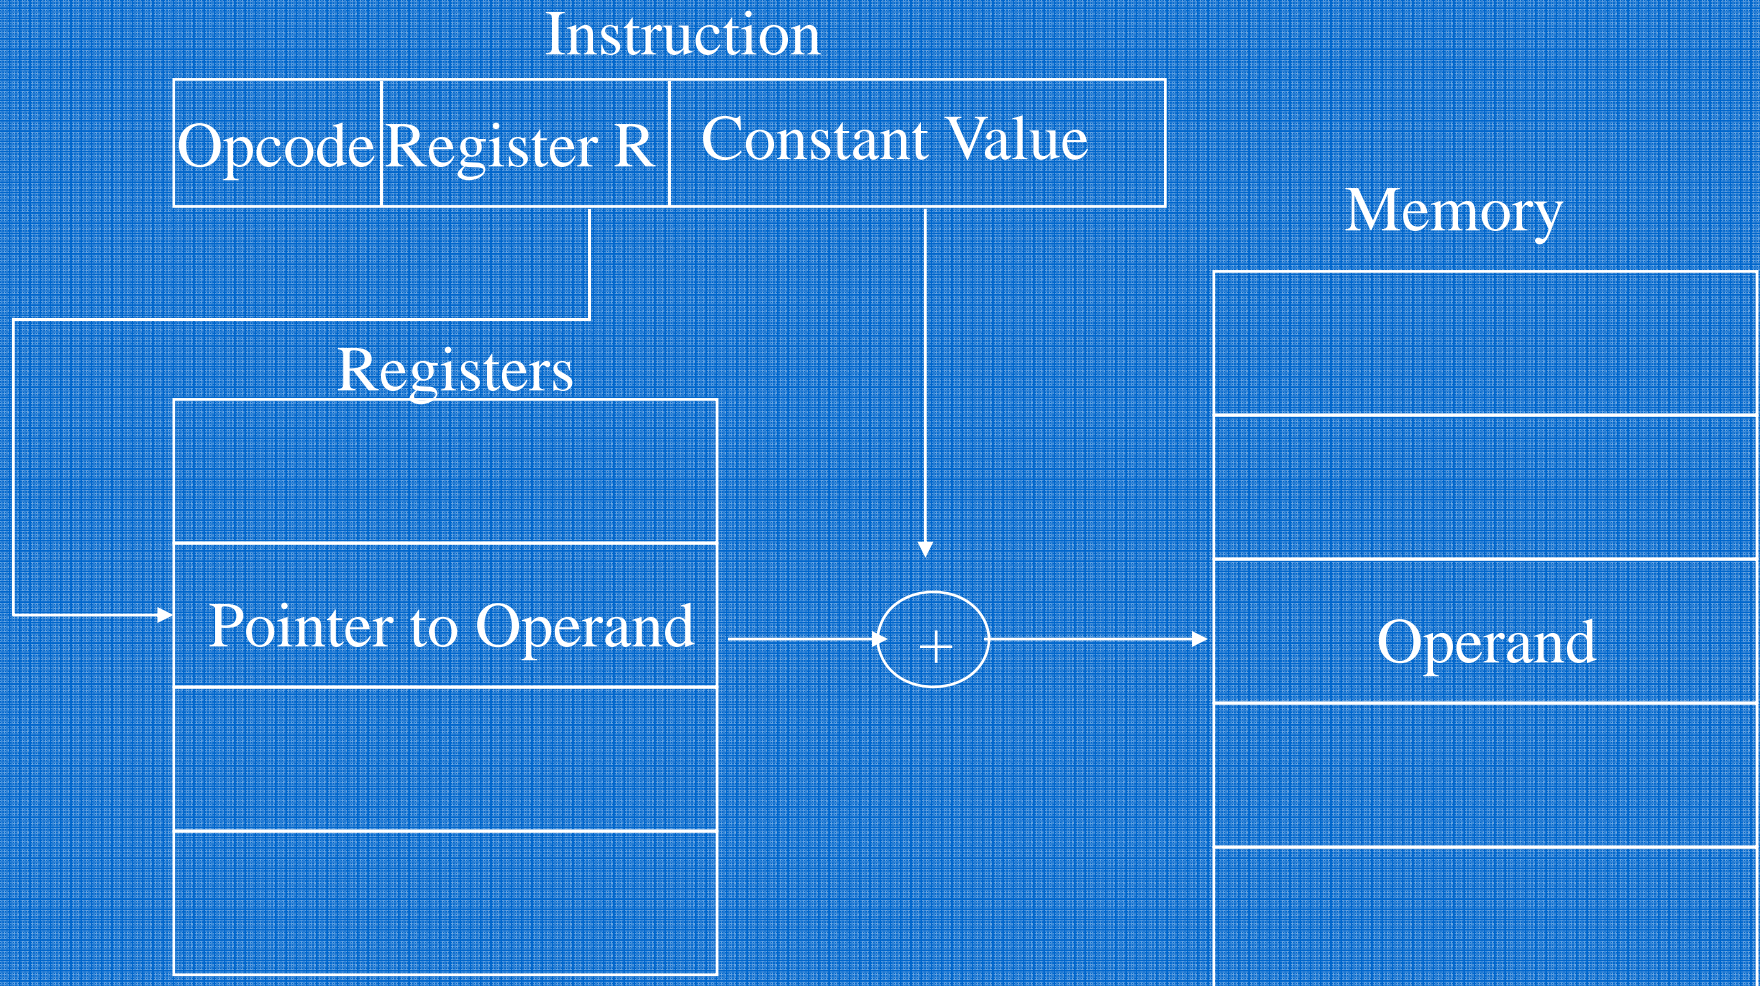 Instruction
Opcode Register R Constant Value
Memory
Registers
Pointer to Operand + Operand